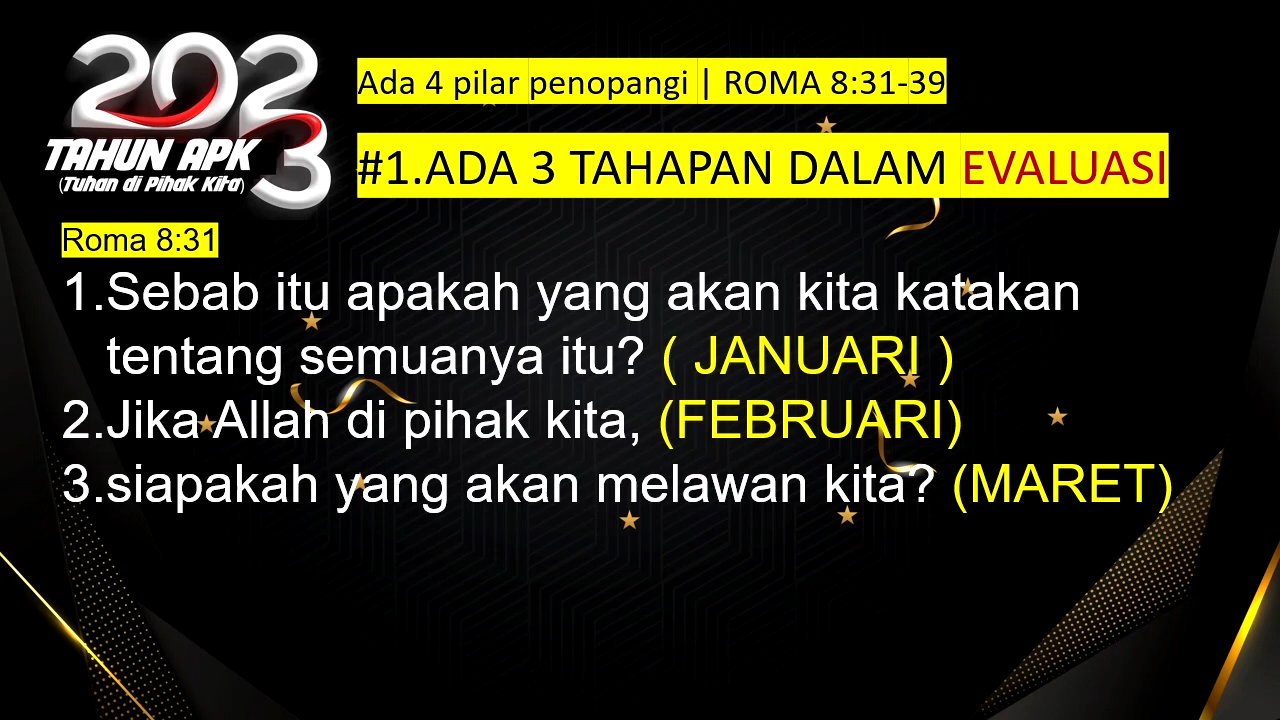 2023
TAHUN APK
(Tuhan di Pihak Kita)
Ada 4 pilar penopangi | ROMA 8:31-39
#1.ADA 3 TAHAPAN DALAM EVALUASI
Roma 8:31
1.Sebab itu apakah yang akan kita katakan
tentang semuanya itu? ( JANUARI )
2.Jika Allah di pihak kita, (FEBRUARI)
3.siapakah yang akan melawan kita? (MARET)